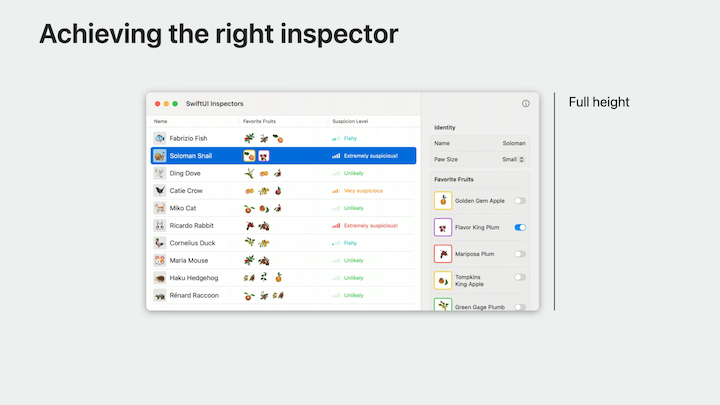 Achieving the right inspector
SwiftUI Inspectors
Full height
Name Favorite Fruits Suspicion Level
Fabrizio Fish Fishy
Soloman Snail Extremely suspicious!
Ding Dove Unlikely
Catie Crow Very suspicious
Miko Cat Unlikely
Ricardo Rabbit Extremely suspicious!
Cornelius Duck Fishy
Maria Mouse Unlikely
Haku Hedgehog Unlikely
Rénard Raccoon Unlikely
Identity
Name Soloman
Paw Size Small
Favorite Fruits
Golden Gem Apple
Flavor King Plum
Mariposa Plum
Tompkins
King Apple
Green Gage Plumb